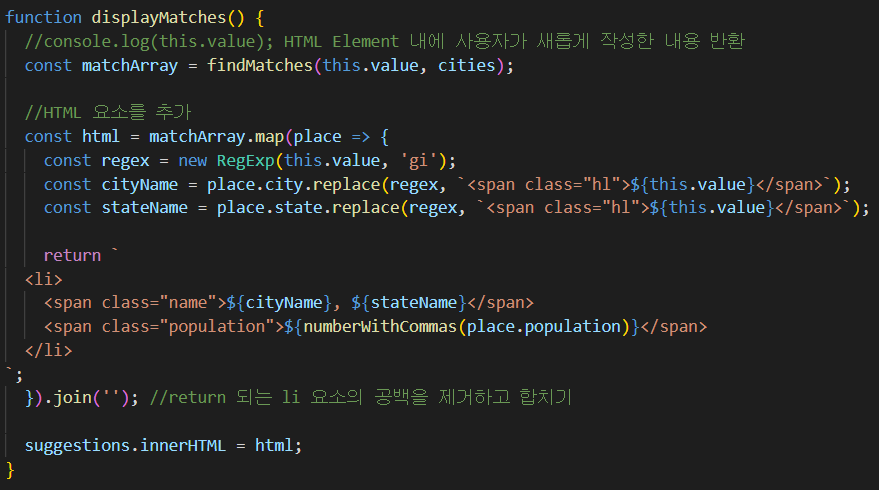 function displayMatches() {
  //console.log(this.value); HTML Element 내에 사용자가 새롭게 작성한 내용 반환
  const matchArray = findMatches(this.value, cities);

  //HTML 요소를 추가
  const html = matchArray.map(place => {
    const regex = new RegExp(this.value, 'gi');
    const cityName = place.city.replace(regex, `<span class="hl">${this.value}</span>`);
    const stateName = place.state.replace(regex, `<span class="hl">${this.value}</span>`);

    return `
  <li>
    <span class="name">${cityName}, ${stateName}</span>
    <span class="population">${numberWithCommas(place.population)}</span>
  </li>
`;
  }).join(''); //return 되는 li 요소의 공백을 제거하고 합치기

  suggestions.innerHTML = html;
}